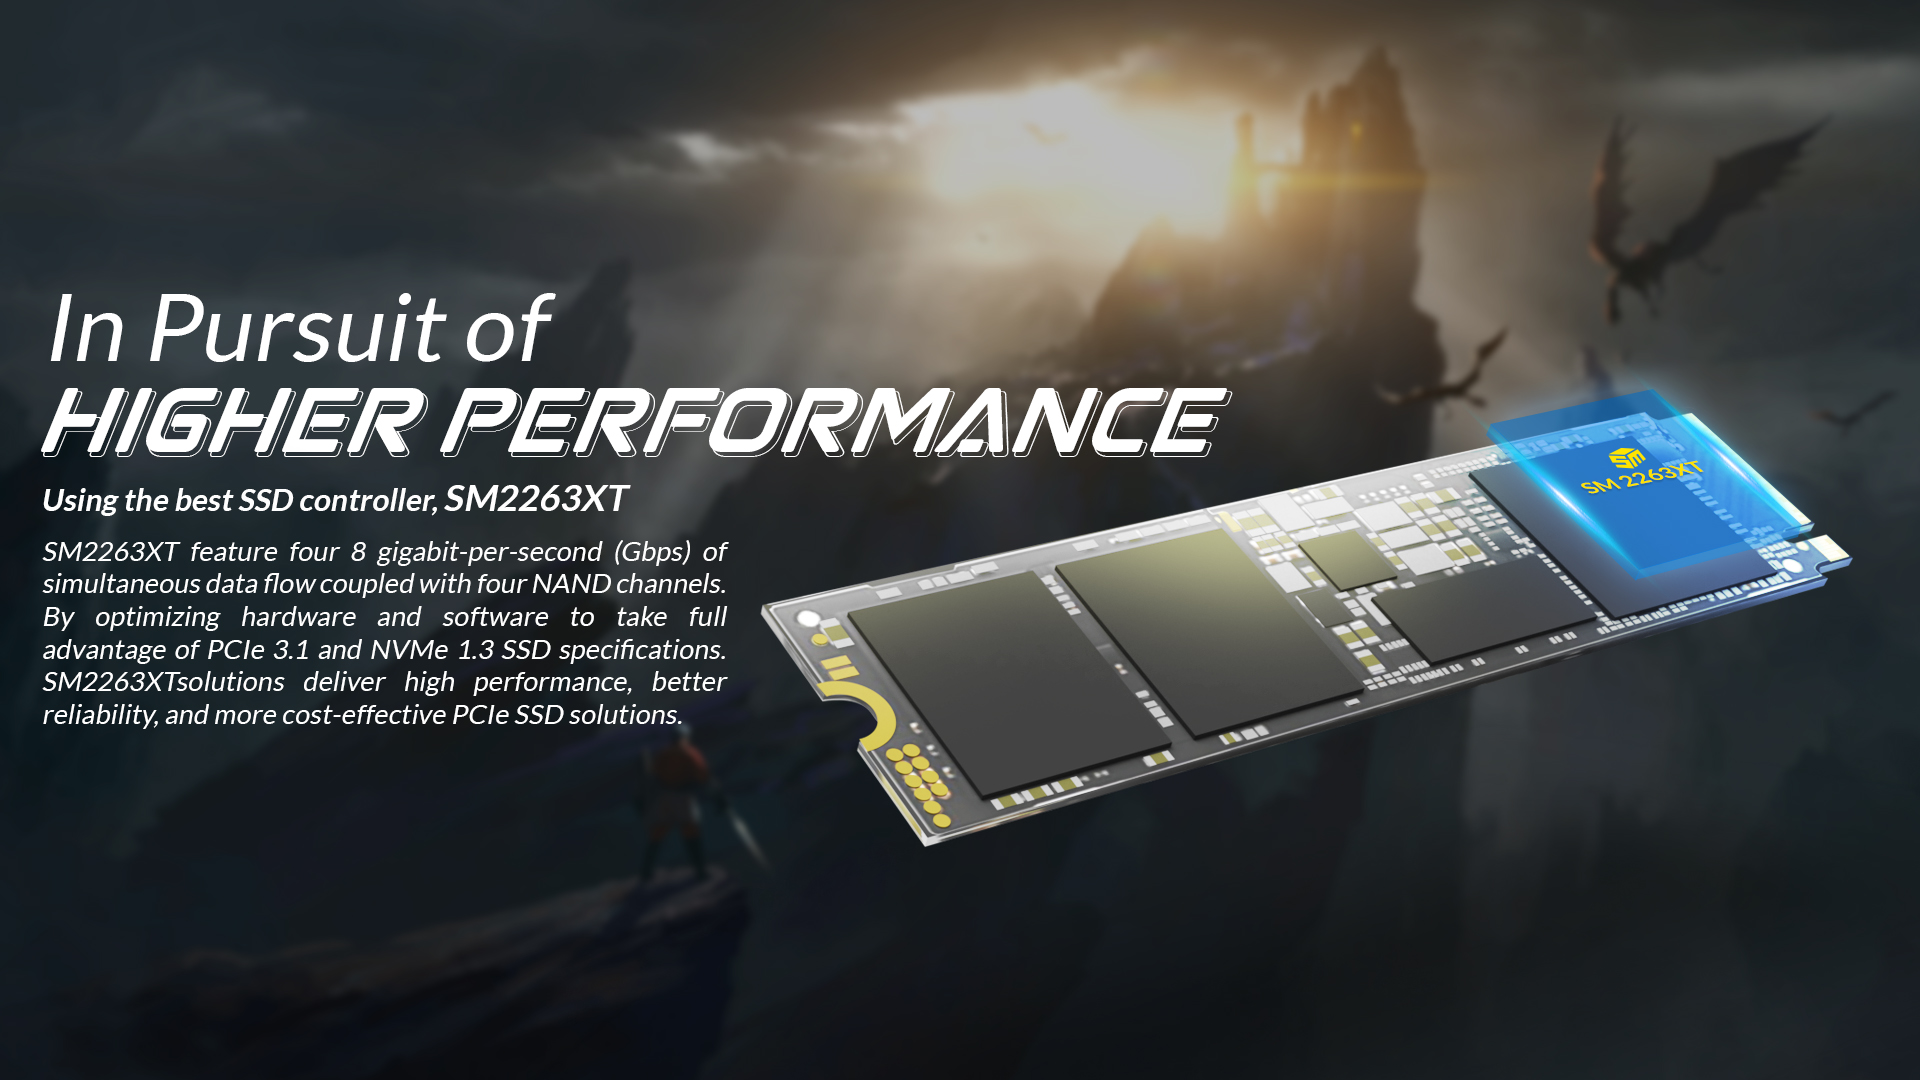 In Pursuit of
HIGHER PERFORMANCE
Using the best SSD controller, SM2263XT
SM2263XT feature four 8 gigabit-per-second (Gbps) of
simultaneous data flow coupled with four NAND channels.
By optimizing hardware and software to take full
advantage of PCIe 3.1 and NVMe 1.3 SSD specifications.
SM2263XTsolutions deliver high performance, better
reliability, and more cost-effective PCIe SSD solutions.
SM
SM 2263XT